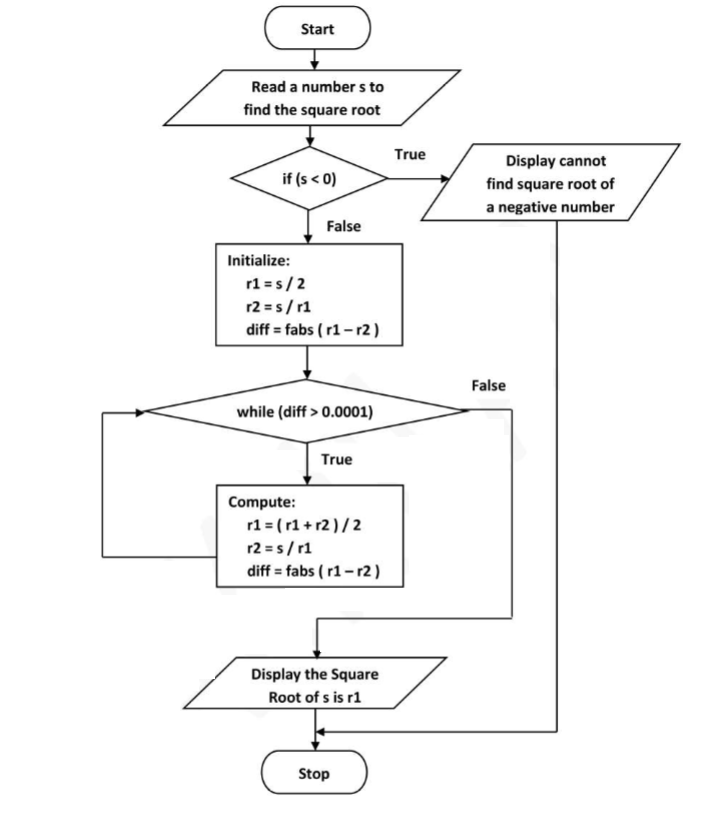 Start
Read a number s to
find the square root
True
if (s < 0)
Display cannot
find square root of
a negative number
False
Initialize:
r1 = s / 2
r2 = s / r1
diff = fabs ( r1 – r2 )
False
while (diff > 0.0001)
True
Compute:
r1 = ( r1 + r2 ) / 2
r2 = s / r1
diff = fabs ( r1 – r2 )
Display the Square
Root of s is r1
Stop